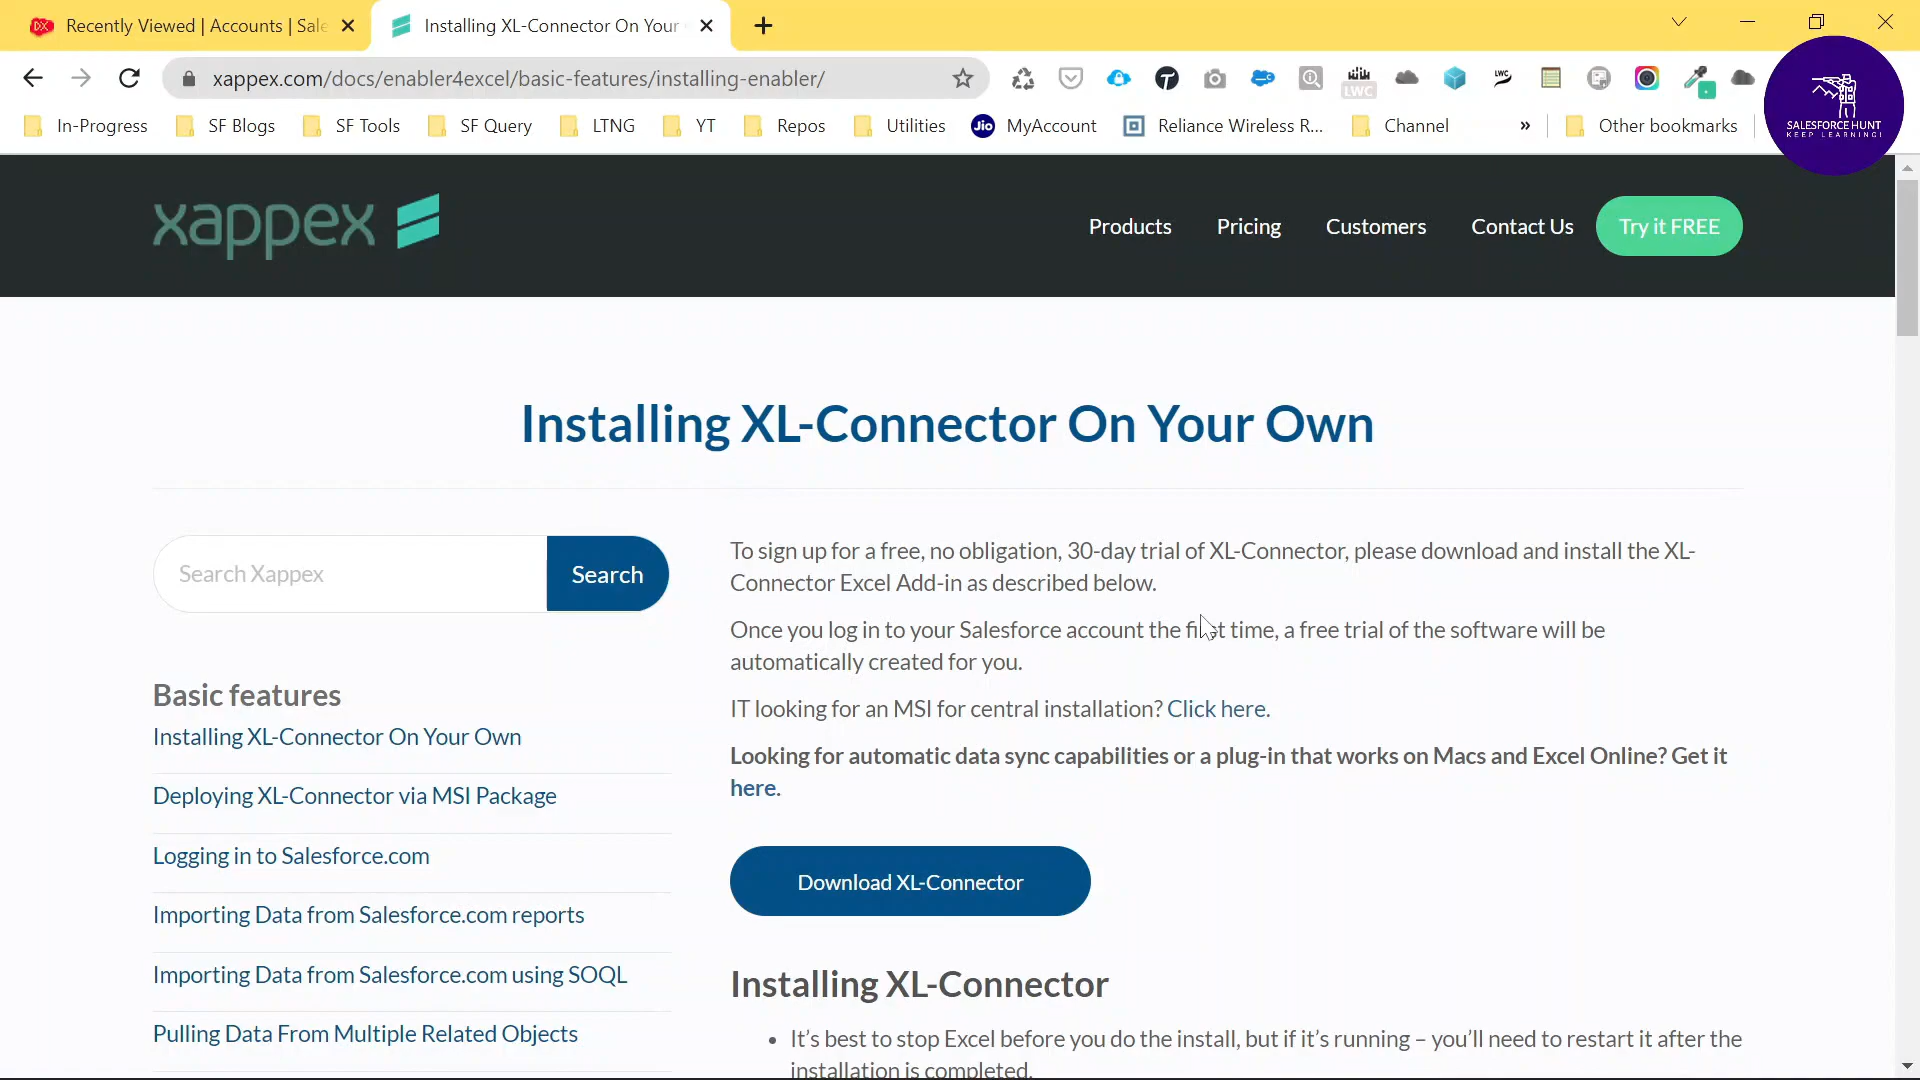 Recently Viewed | Accounts | Sale
Installing XL-Connector On Your
xappex.com/docs/enabler4excel/basic-features/installing-enabler/
LWC
LWC
In-Progress
SF Blogs
SF Tools
SF Query
LTNG
YT
Repos
Utilities
Jio
MyAccount
Reliance Wireless R...
Channel
»
Other bookmarks
SALESFORCE HUNT
KEEP LEARNING!
xappex
Products
Pricing
Customers
Contact Us
Try it FREE
Installing XL-Connector On Your Own
Search Xappex
Search
Basic features
Installing XL-Connector On Your Own
Deploying XL-Connector via MSI Package
Logging in to Salesforce.com
Importing Data from Salesforce.com reports
Importing Data from Salesforce.com using SOQL
Pulling Data From Multiple Related Objects
To sign up for a free, no obligation, 30-day trial of XL-Connector, please download and install the XL-
Connector Excel Add-in as described below.
Once you log in to your Salesforce account the first time, a free trial of the software will be
automatically created for you.
IT looking for an MSI for central installation? Click here.
Looking for automatic data sync capabilities or a plug-in that works on Macs and Excel Online? Get it
here.
Download XL-Connector
Installing XL-Connector
• It's best to stop Excel before you do the install, but if it's running – you'll need to restart it after the
installation is completed.